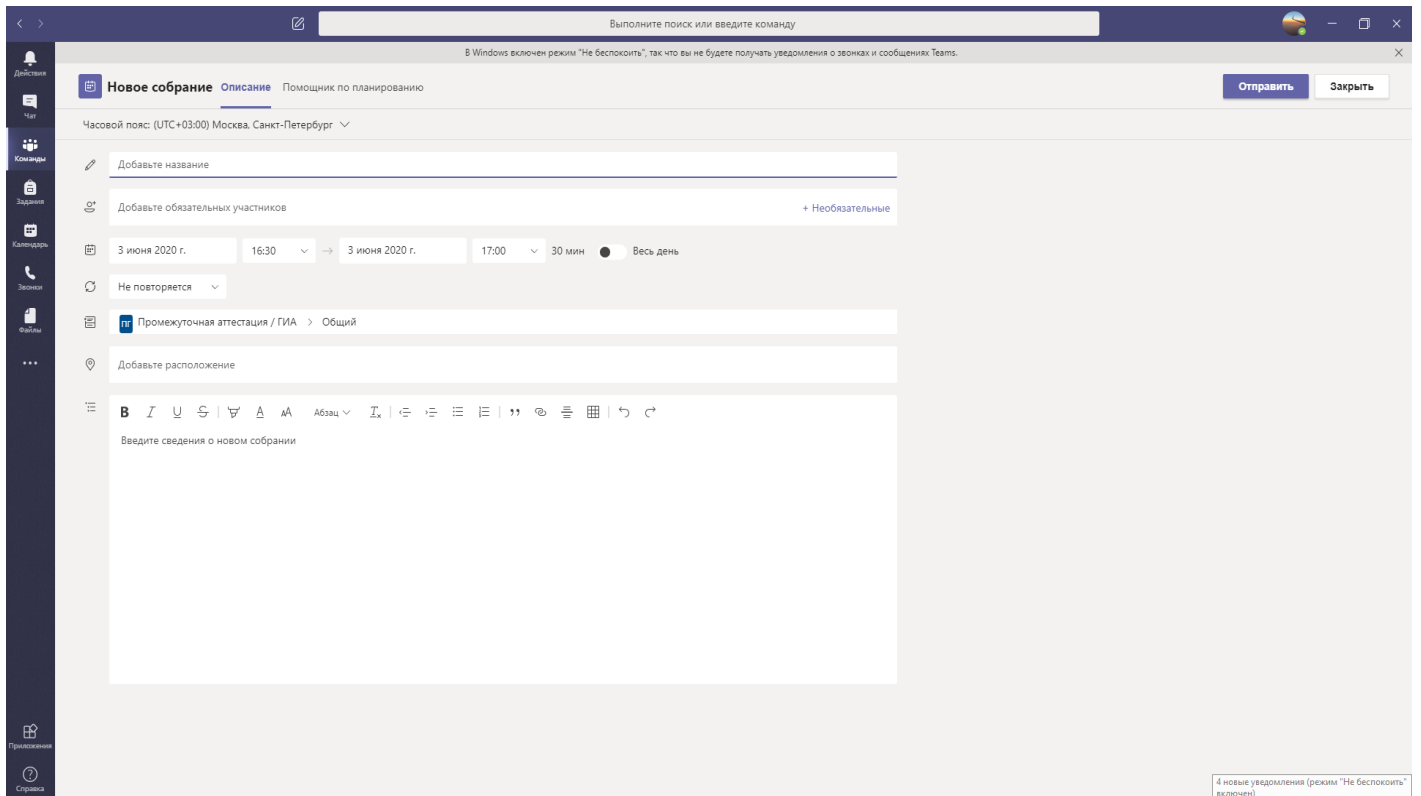 Выполните поиск или введите команду
В Windows включен режим "Не беспокоить", так что вы не будете получать уведомления о звонках и сообщениях Teams.
Действия
Чат
Команды
Задания
Календарь
Звонки
Файлы
Приложения
Справка
Новое собрание Описание Помощник по планированию
Отправить Закрыть
Часовой пояс: (UTC+03:00) Москва, Санкт-Петербург
Добавьте название
Добавьте обязательных участников + Необязательные
3 июня 2020 г. 16:30 → 3 июня 2020 г. 17:00 30 мин Весь день
Не повторяется
ПГ Промежуточная аттестация / ГИА > Общий
Добавьте расположение
Абзац
Введите сведения о новом собрании
4 новые уведомления (режим "Не беспокоить"
включен)